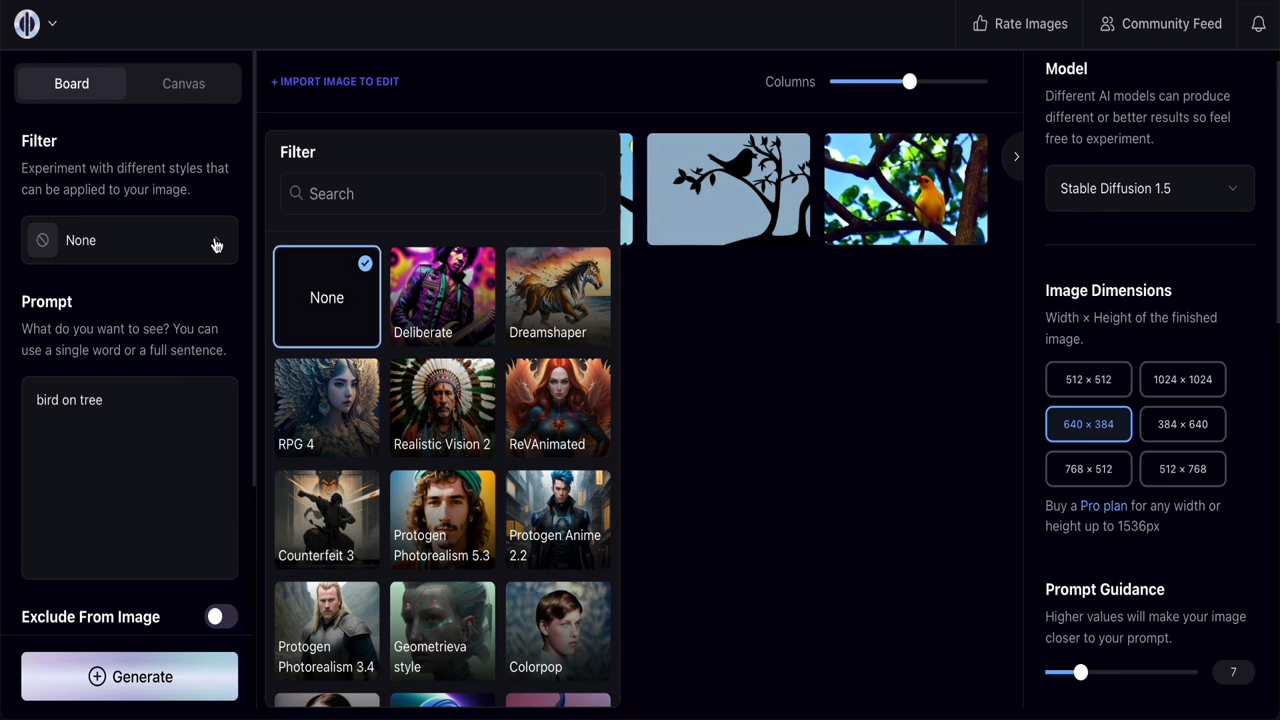 Rate Images
Community Feed
Board
Canvas
Filter
Experiment with different styles that
can be applied to your image.
None
Prompt
What do you want to see? You can
use a single word or a full sentence.
bird on tree
Exclude From Image
Generate
+ IMPORT IMAGE TO EDIT
Columns
Filter
Search
None
Deliberate
Dreamshaper
RPG 4
Realistic Vision 2
ReVAnimated
Counterfeit 3
Protogen
Photorealism 5.3
Protogen Anime
2.2
Protogen
Photorealism 3.4
Geometrieva
style
Colorpop
Model
Different AI models can produce
different or better results so feel
free to experiment.
Stable Diffusion 1.5
Image Dimensions
Width × Height of the finished
image.
512 × 512
1024 × 1024
640 × 384
384 × 640
768 × 512
512 × 768
Buy a Pro plan for any width or
height up to 1536px
Prompt Guidance
Higher values will make your image
closer to your prompt.
7